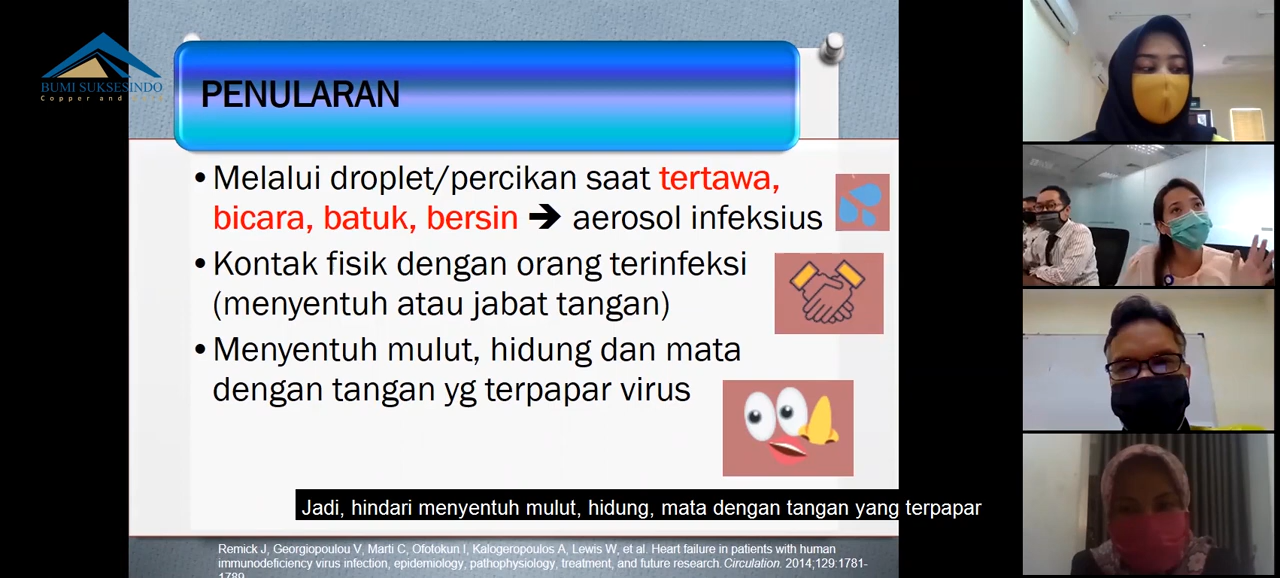 BUMI SUKSESINDO
Copper and
PENULARAN
• Melalui droplet/percikan saat tertawa,
bicara, batuk, bersin ➔ aerosol infeksius
• Kontak fisik dengan orang terinfeksi
(menyentuh atau jabat tangan)
• Menyentuh mulut, hidung dan mata
dengan tangan yg terpapar virus
Jadi, hindari menyentuh mulut, hidung, mata dengan tangan yang terpapar
Remick J, Georgiopoulou V, Marti C, Ofotokun I, Kalogeropoulos A, Lewis W, et al. Heart failure in patients with human
immunodeficiency virus infection, epidemiology, pathophysiology, treatment, and future research. Circulation. 2014;129:1781-
1789.